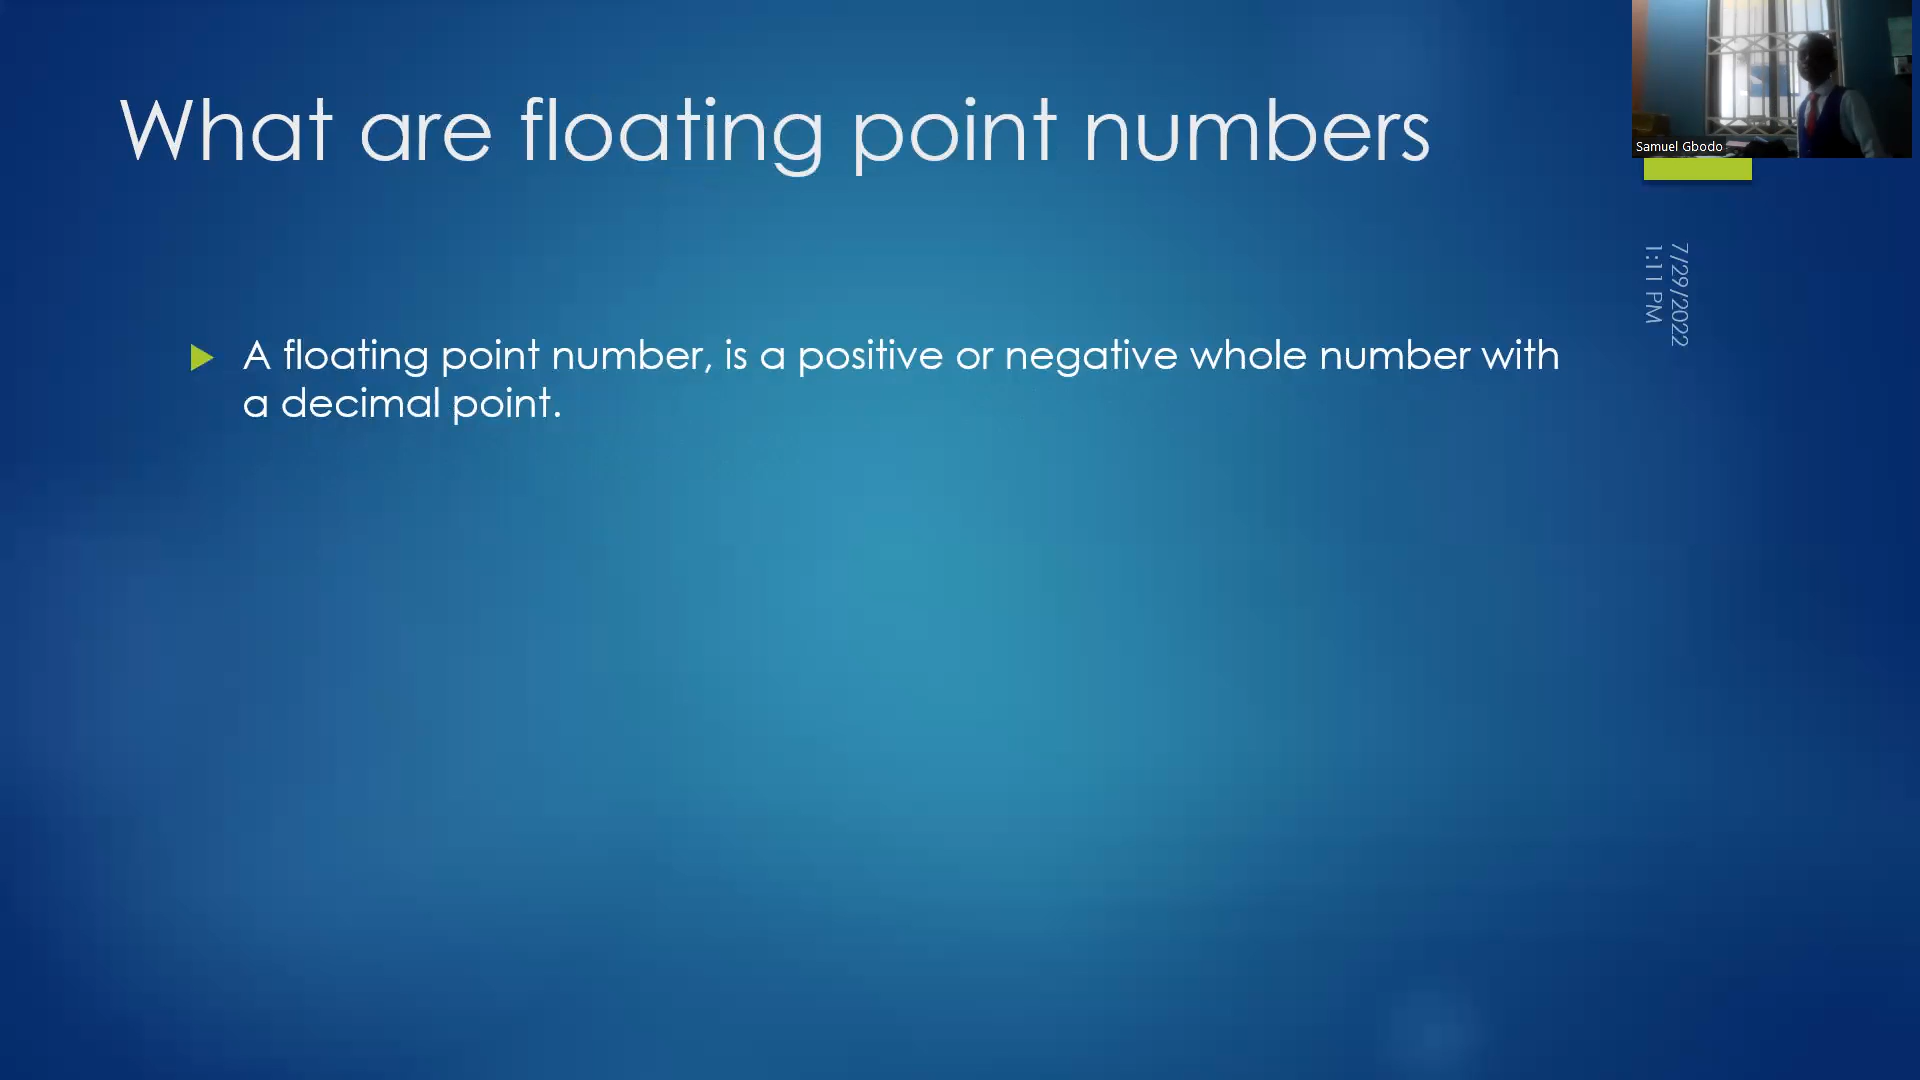 What are floating point numbers
Samuel Gbodo
7/29/2022
1:11 PM
A floating point number, is a positive or negative whole number with
a decimal point.